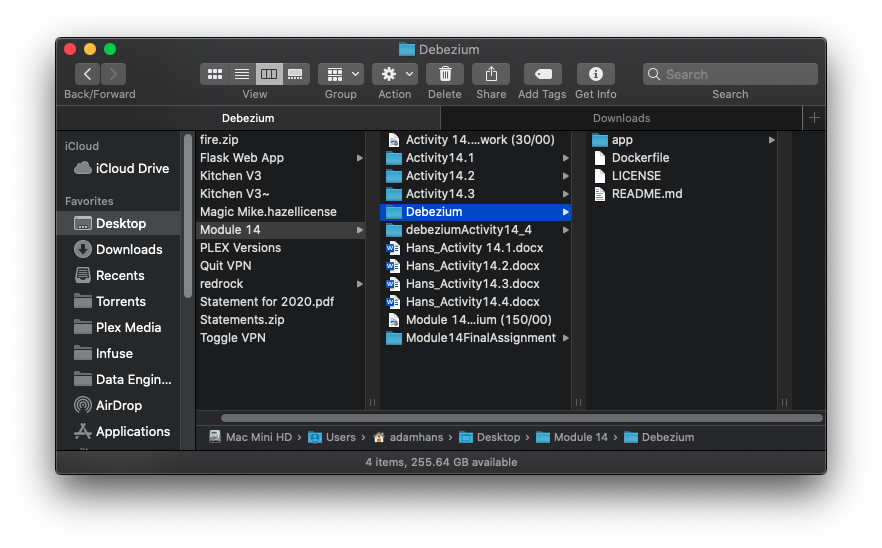 Debezium
Back/Forward
View
Group
Action
Delete
Share
Add Tags
Get Info
Search
Search
Debezium
Downloads
iCloud
iCloud Drive
Favorites
Desktop
Downloads
Recents
Torrents
Plex Media
Infuse
Data Engin...
AirDrop
Applications
fire.zip
Flask Web App
Kitchen V3
Kitchen V3~
Magic Mike.hazellicense
Module 14
PLEX Versions
Quit VPN
redrock
Statement for 2020.pdf
Statements.zip
Toggle VPN
Activity 14....work (30/00)
Activity14.1
Activity14.2
Activity14.3
Debezium
debeziumActivity14_4
Hans_Activity 14.1.docx
Hans_Activity14.2.docx
Hans_Activity14.3.docx
Hans_Activity14.4.docx
Module 14...ium (150/00)
Module14FinalAssignment
app
Dockerfile
LICENSE
README.md
Mac Mini HD › Users › adamhans › Desktop › Module 14 › Debezium
4 items, 255.64 GB available